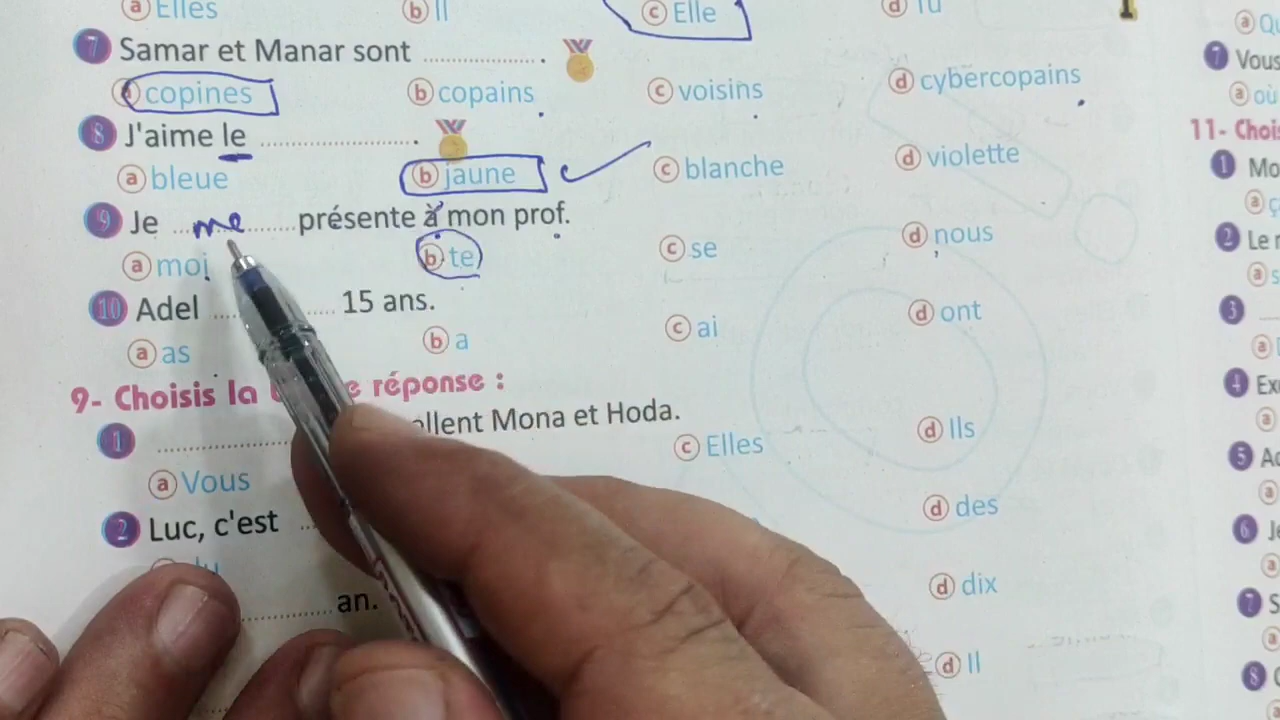 a Elles b Il c Elle d Tu
7 Samar et Manar sont .................. .
a copines b copains c voisins d cybercopains
8 J'aime le ....................... .
a bleue b jaune c blanche d violette
9 Je ... me ....... présente à mon prof.
a moi b te c se d nous
10 Adel ................. 15 ans.
a as b a c ai d ont
9- Choisis la réponse :
1 .................. Mona et Hoda.
a Vous c Elles d Ils
2 Luc, c'est ...
d des
............ an.
d dix
d Il
1
a
7 Vous
a où
11- Chois
1 Mo
a
2 Le
a s
3 ....
a
4 Ex
a
5
a
6
a
7 S
a
8
a